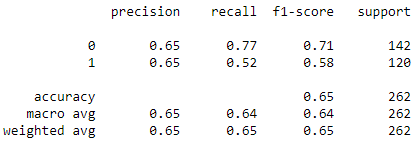 precision recall f1-score support
0 0.65 0.77 0.71 142
1 0.65 0.52 0.58 120
accuracy 0.65 262
macro avg 0.65 0.64 0.64 262
weighted avg 0.65 0.65 0.65 262